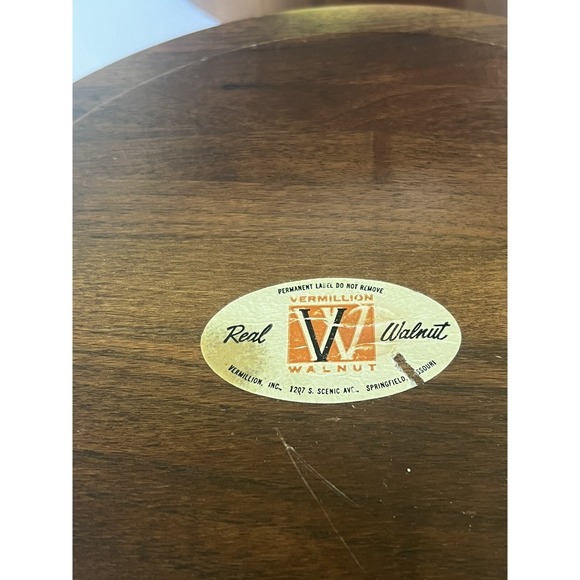 PERMANENT LABEL DO NOT REMOVE
VERMILLION
Real VW Walnut
WALNUT
VERMILLION, INC., 1207 S. SCENIC AVE., SPRINGFIELD,